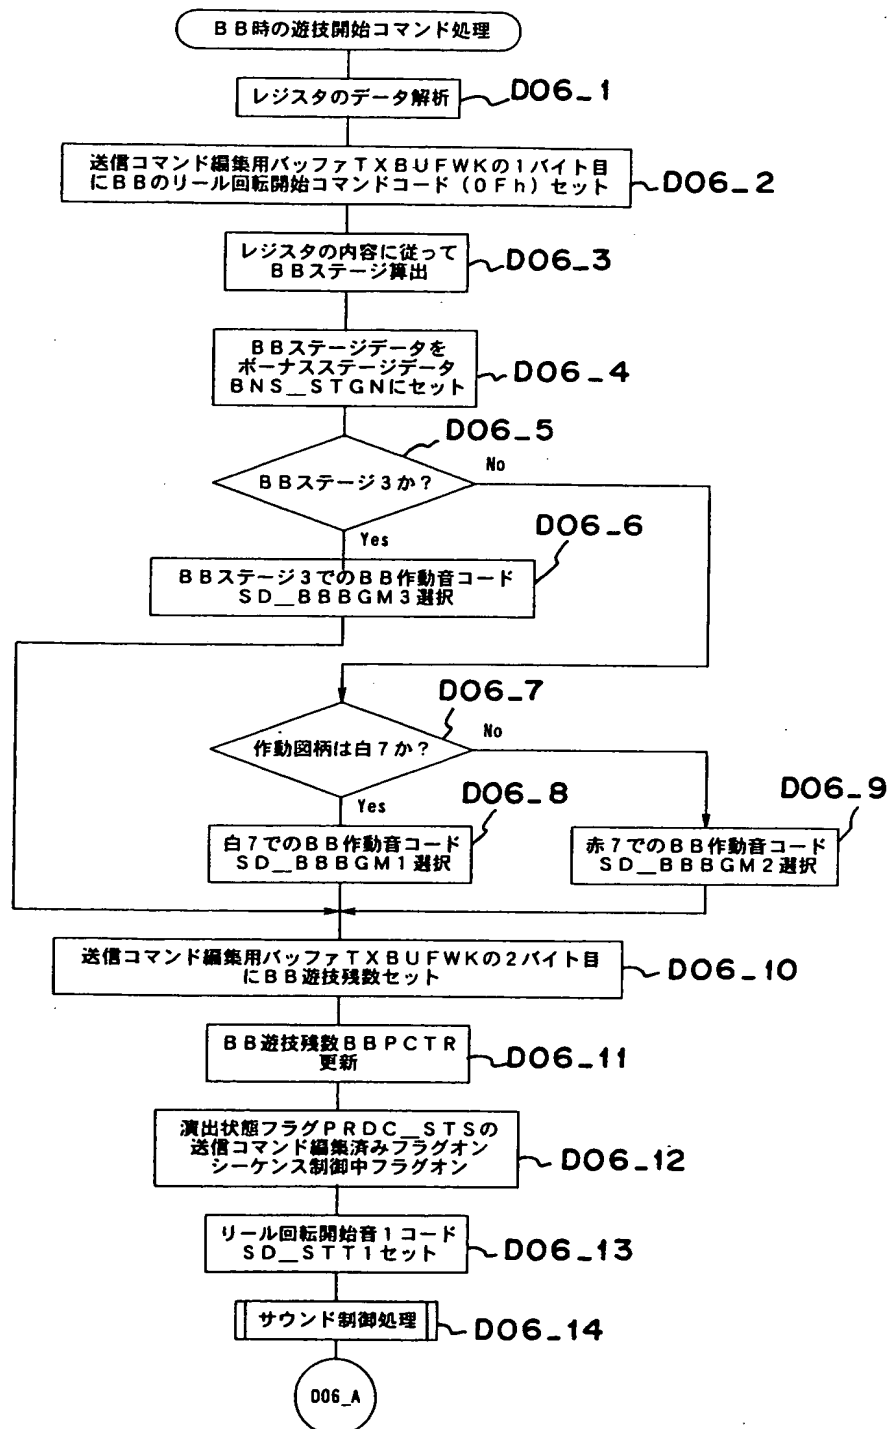 ＢＢ時の遊技開始コマンド処理
レジスタのデータ解析
D06_1
送信コマンド編集用バッファＴＸＢＵＦＷＫの１バイト目
にＢＢのリール回転開始コマンドコード（０Ｆｈ）セット
D06_2
レジスタの内容に従って
ＢＢステージ算出
D06_3
ＢＢステージデータを
ボーナスステージデータ
ＢＮＳ＿ＳＴＧＮにセット
D06_4
D06_5
ＢＢステージ３か？
No
Yes
D06_6
ＢＢステージ３でのＢＢ作動音コード
ＳＤ＿ＢＢＢＧＭ３選択
D06_7
作動図柄は白７か？
No
Yes
D06_8
白７でのＢＢ作動音コード
ＳＤ＿ＢＢＢＧＭ１選択
D06_9
赤７でのＢＢ作動音コード
ＳＤ＿ＢＢＢＧＭ２選択
送信コマンド編集用バッファＴＸＢＵＦＷＫの２バイト目
にＢＢ遊技残数セット
D06_10
ＢＢ遊技残数ＢＢＰＣＴＲ
更新
D06_11
演出状態フラグＰＲＤＣ＿ＳＴＳの
送信コマンド編集済みフラグオン
シーケンス制御中フラグオン
D06_12
リール回転開始音１コード
ＳＤ＿ＳＴＴ１セット
D06_13
サウンド制御処理
D06_14
D06_A